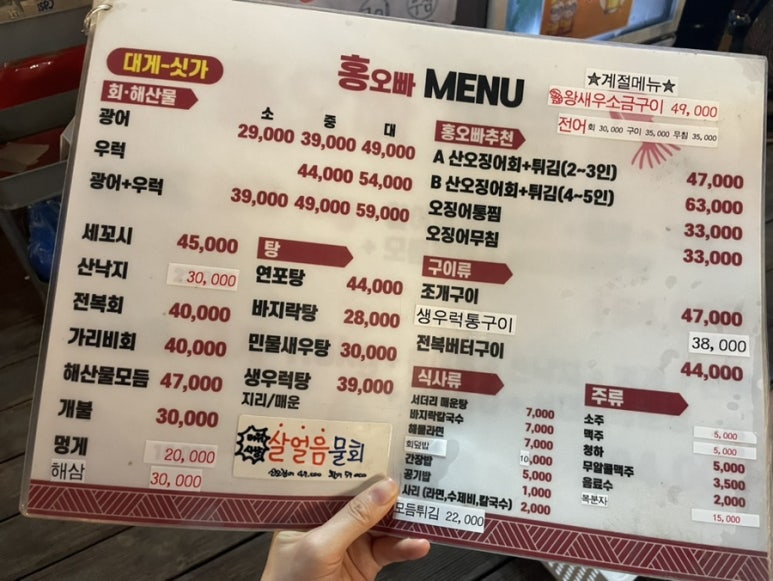 대게-싯가
홍오빠 MENU
★계절메뉴★
왕새우소금구이 49,000
전어 회 30,000 구이 35,000 무침 35,000
회·해산물
소 중 대
광어 29,000 39,000 49,000
우럭 44,000 54,000
광어+우럭 39,000 49,000 59,000
세꼬시 45,000
산낙지 30,000
전복회 40,000
가리비회 40,000
해산물모듬 47,000
개불 30,000
멍게 20,000
해삼 30,000
탕
연포탕 44,000
바지락탕 28,000
민물새우탕 30,000
생우럭탕 39,000
지리/매운
살얼음물회
홍오빠추천
A 산오징어회+튀김(2~3인) 47,000
B 산오징어회+튀김(4~5인) 63,000
오징어통찜 33,000
오징어무침 33,000
구이류
조개구이 47,000
생우럭통구이 38,000
전복버터구이 44,000
식사류
서더리 매운탕
바지락칼국수 7,000
해물라면 7,000
회덮밥 7,000
간장밥 10,000
공기밥 5,000
사리 (라면,수제비,칼국수) 1,000
2,000
모듬튀김 22,000
주류
소주 5,000
맥주 5,000
청하 5,000
무알콜맥주 5,000
음료수 3,500
복분자 2,000
15,000